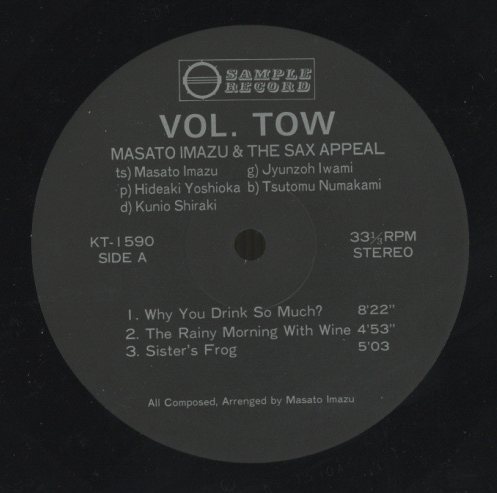 SAMPLE
RECORD
VOL. TOW
MASATO IMAZU & THE SAX APPEAL
ts) Masato Imazu g) Jyunzoh Iwami
p) Hideaki Yoshioka b) Tsutomu Numakami
d) Kunio Shiraki
KT-1590 33⅓RPM
SIDE A STEREO
1. Why You Drink So Much? 8'22"
2. The Rainy Morning With Wine 4'53"
3. Sister's Frog 5'03
All Composed, Arranged by Masato Imazu